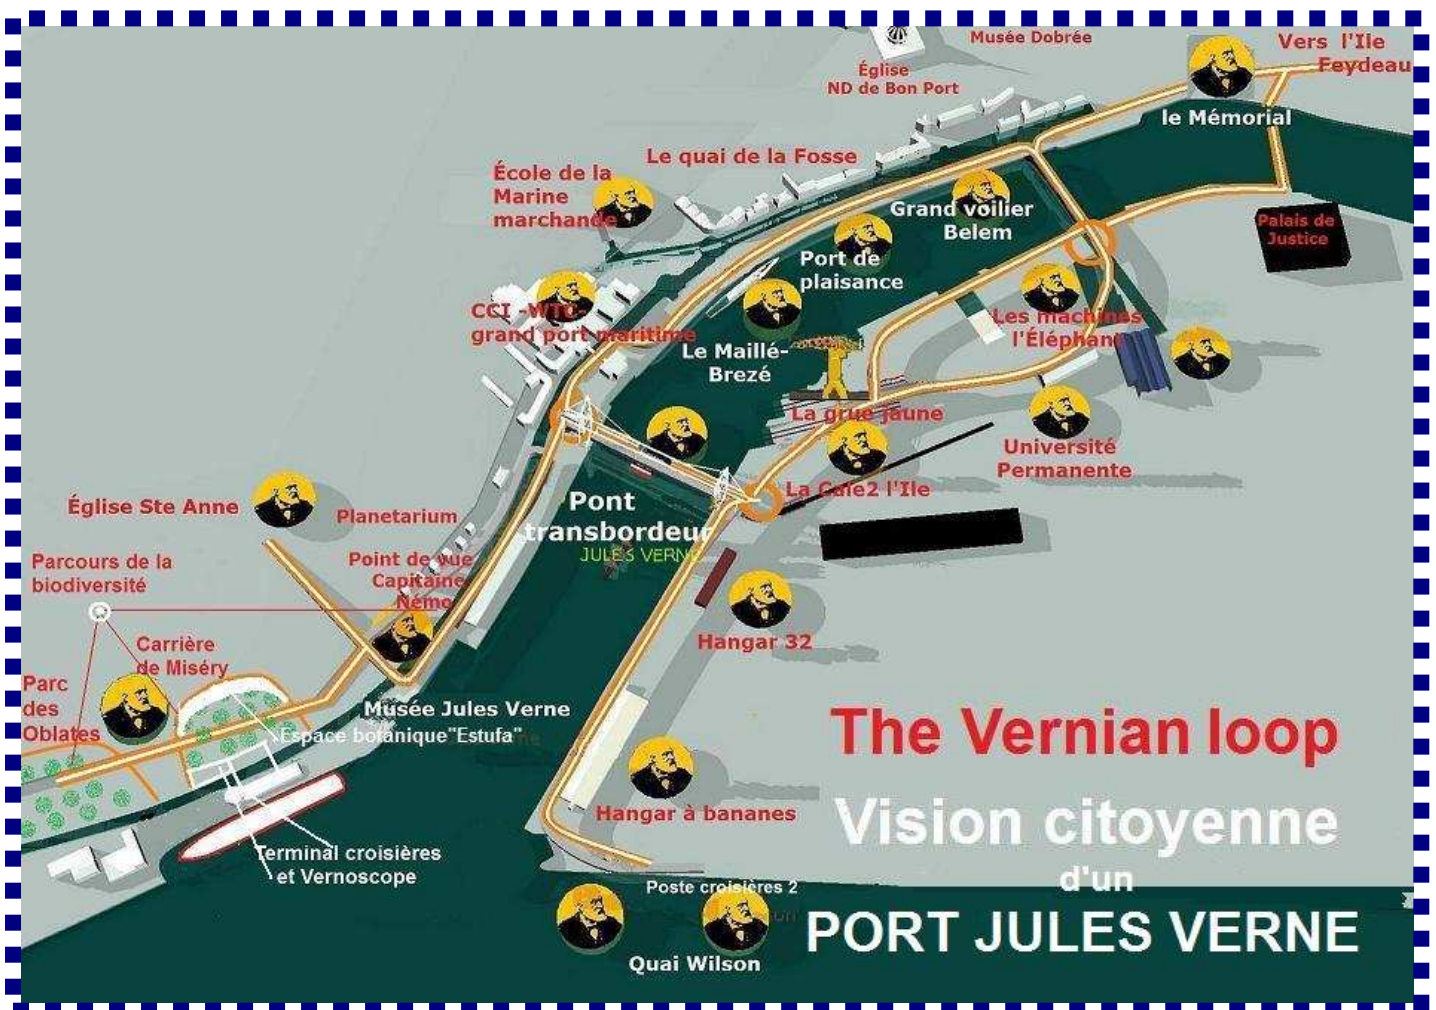 Musée Dobrée
Vers l'Ile
Feydeau
Église
ND de Bon Port
le Mémorial
Le quai de la Fosse
École de la
Marine
marchande
Grand voilier
Belem
Palais de
Justice
Port de
plaisance
CCI -WTC-
grand port maritime
Les machines
l'Éléphant
Le Maillé-
Brezé
La grue jaune
Université
Permanente
La Cale2 l'Ile
Pont
transbordeur
JULES VERNE
Église Ste Anne
Planetarium
Point de vue
Capitaine
Némo
Parcours de la
biodiversité
Carrière
de Miséry
Parc
des
Oblates
Hangar 32
Musée Jules Verne
Espace botanique"Estufa"
The Vernian loop
Hangar à bananes
Vision citoyenne
d'un
PORT JULES VERNE
Terminal croisières
et Vernoscope
Poste croisières 2
Quai Wilson